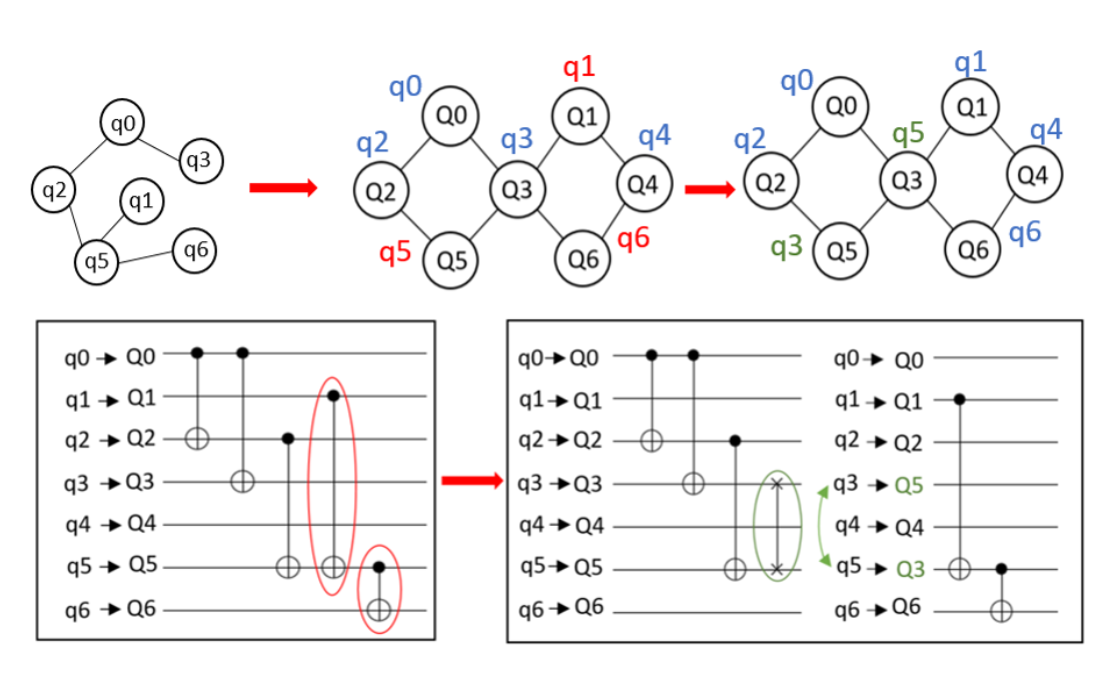 q0
q3
q2
q1
q5
q6
q0
q1
Q0
Q1
q2
q3
q4
Q2
Q3
Q4
q5
q6
Q5
Q6
q0
q1
Q0
Q1
q2
q5
q4
Q2
Q3
Q4
q3
q6
Q5
Q6
q0 → Q0
q1 → Q1
q2 → Q2
q3 → Q3
q4 → Q4
q5 → Q5
q6 → Q6
q0 → Q0
q1 → Q1
q2 → Q2
q3 → Q3
q4 → Q4
q5 → Q5
q6 → Q6
q0 → Q0
q1 → Q1
q2 → Q2
q3 → Q5
q4 → Q4
q5 → Q3
q6 → Q6